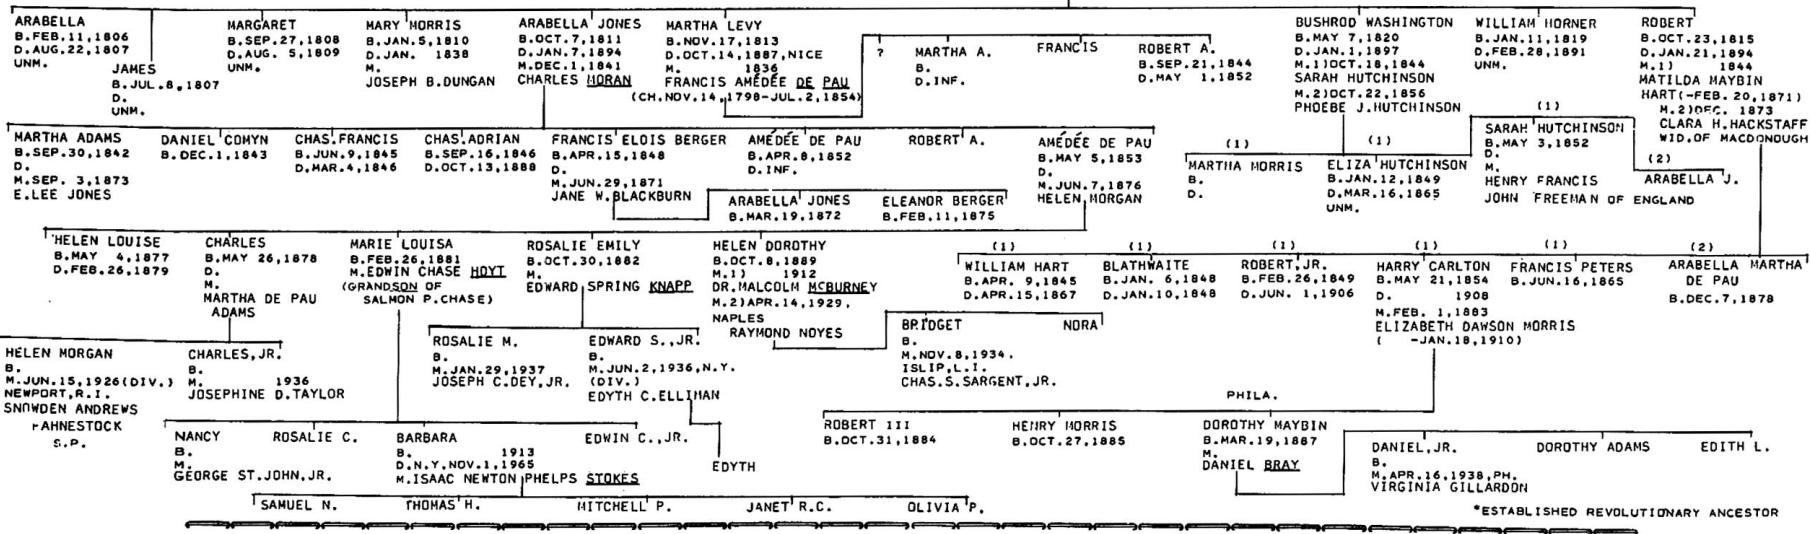 ARABELLA
B.FEB.11,1806
D.AUG.22,1807
UNM.
JAMES
B.JUL.8,1807
D.
UNM.
MARGARET
B.SEP.27,1808
D.AUG. 5,1809
UNM.
MARY MORRIS
B.JAN.5,1810
D.JAN. 1838
M.
JOSEPH B.DUNGAN
ARABELLA JONES
B.OCT.7,1811
D.JAN.7,1894
M.DEC.1,1841
CHARLES MORAN
MARTHA LEVY
B.NOV.17,1813
D.OCT.14,1887,NICE
M. 1836
FRANCIS AMÉDÉE DE PAU
(CH.NOV.14,1798-JUL.2,1854)
?
MARTHA A.
B.
D.INF.
FRANCIS
ROBERT A.
B.SEP.21,1844
D.MAY 1,1852
BUSHROD WASHINGTON
B.MAY 7,1820
D.JAN.1,1897
M.1)OCT.18,1844
SARAH HUTCHINSON
M.2)OCT.22,1856
PHOEBE J.HUTCHINSON
WILLIAM HORNER
B.JAN.11,1819
D.FEB.28,1891
UNM.
ROBERT
B.OCT.23,1815
D.JAN.21,1894
M.1) 1844
MATILDA MAYBIN
HART(-FEB.20,1871)
M.2)DEC. 1873
CLARA H.HACKSTAFF
WID.OF MACDONOUGH
MARTHA ADAMS
B.SEP.30,1842
D.
M.SEP. 3,1873
E.LEE JONES
DANIEL COMYN
B.DEC.1,1843
CHAS.FRANCIS
B.JUN.9,1845
D.MAR.4,1846
CHAS.ADRIAN
B.SEP.16,1846
D.OCT.13,1888
FRANCIS ELOIS BERGER
B.APR.15,1848
D.
M.JUN.29,1871
JANE W.BLACKBURN
AMÉDÉE DE PAU
B.APR.8,1852
D.INF.
ROBERT A.
AMÉDÉE DE PAU
B.MAY 5,1853
D.
M.JUN.7,1876
HELEN MORGAN
ARABELLA JONES
B.MAR.19,1872
ELEANOR BERGER
B.FEB.11,1875
(1)
MARTHA MORRIS
B.
D.
(1)
ELIZA HUTCHINSON
B.JAN.12,1849
D.MAR.16,1865
UNM.
(1)
SARAH HUTCHINSON
B.MAY 3,1852
D.
M.
HENRY FRANCIS
JOHN FREEMAN OF ENGLAND
(2)
ARABELLA J.
HELEN LOUISE
B.MAY 4,1877
D.FEB.26,1879
CHARLES
B.MAY 26,1878
D.
M.
MARTHA DE PAU
ADAMS
MARIE LOUISA
B.FEB.26,1881
M.EDWIN CHASE HOYT
(GRANDSON OF
SALMON P.CHASE)
ROSALIE EMILY
B.OCT.30,1882
M.
EDWARD SPRING KNAPP
HELEN DOROTHY
B.OCT.8,1889
M.1) 1912
DR.MALCOLM MCBURNEY
M.2)APR.14,1929,
NAPLES
RAYMOND NOYES
(1)
WILLIAM HART
B.APR. 9,1845
D.APR.15,1867
(1)
BLATHWAITE
B.JAN. 6,1848
D.JAN.10,1848
(1)
ROBERT,JR.
B.FEB.26,1849
D.JUN. 1,1906
(1)
HARRY CARLTON
B.MAY 21,1854
D. 1908
M.FEB. 1,1883
ELIZABETH DAWSON MORRIS
( -JAN.18,1910)
(1)
FRANCIS PETERS
B.JUN.16,1865
(2)
ARABELLA MARTHA
DE PAU
B.DEC.7,1878
HELEN MORGAN
B.
M.JUN.15,1926(DIV.)
NEWPORT,R.I.
SNOWDEN ANDREWS
FAHNESTOCK
S.P.
CHARLES,JR.
B.
M. 1936
JOSEPHINE D.TAYLOR
ROSALIE M.
B.
M.JAN.29,1937
JOSEPH C.DEY,JR.
EDWARD S.,JR.
B.
M.JUN.2,1936,N.Y.
(DIV.)
EDYTH C.ELLIMAN
BRIDGET
B.
M.NOV.8,1934.
ISLIP,L.I.
CHAS.S.SARGENT,JR.
NORA
PHILA.
NANCY
B.
M.
GEORGE ST.JOHN,JR.
ROSALIE C.
BARBARA
B. 1913
D.N.Y.NOV.1,1965
M.ISAAC NEWTON PHELPS STOKES
EDWIN C.,JR.
EDYTH
ROBERT III
B.OCT.31,1884
HENRY MORRIS
B.OCT.27,1885
DOROTHY MAYBIN
B.MAR.19,1887
M.
DANIEL BRAY
DANIEL,JR.
B.
M.APR.16,1938,PH.
VIRGINIA GILLARDON
DOROTHY ADAMS
EDITH L.
SAMUEL N.
THOMAS H.
MITCHELL P.
JANET R.C.
OLIVIA P.
*ESTABLISHED REVOLUTIONARY ANCESTOR